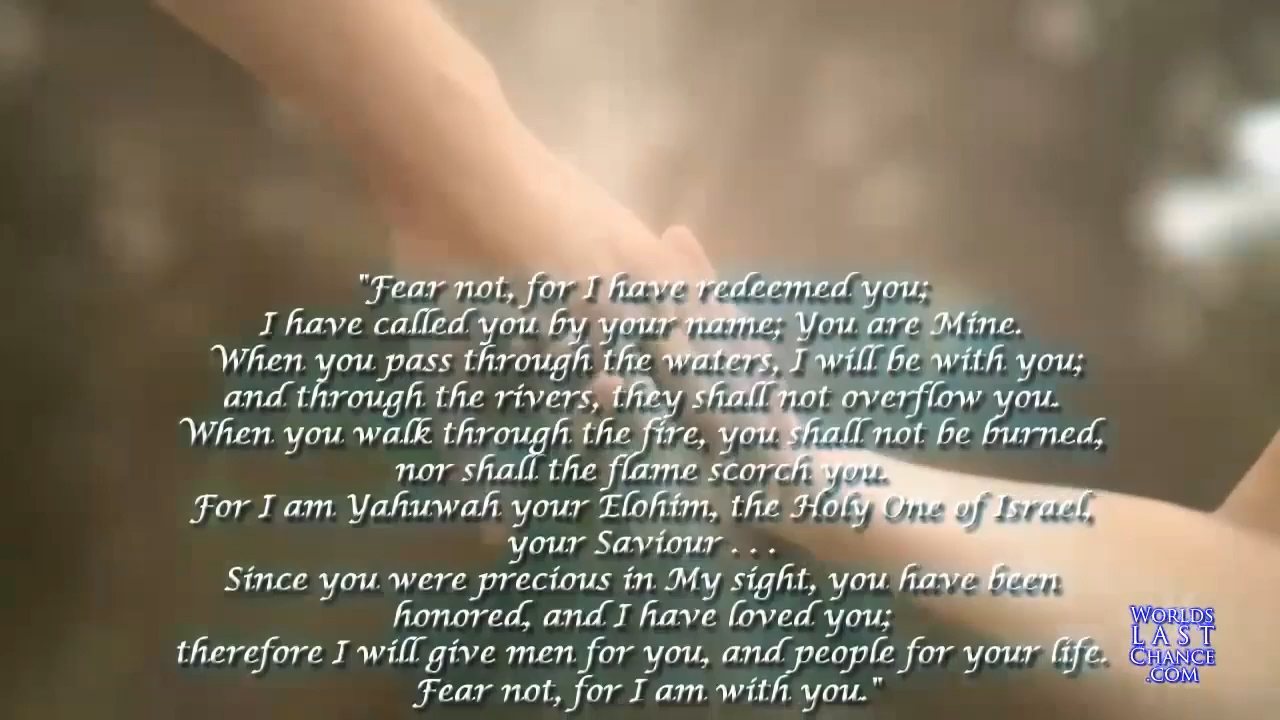 "Fear not, for I have redeemed you;
I have called you by your name; You are Mine.
When you pass through the waters, I will be with you;
and through the rivers, they shall not overflow you.
When you walk through the fire, you shall not be burned,
nor shall the flame scorch you.
For I am Yahuwah your Elohim, the Holy One of Israel,
your Saviour . . .
Since you were precious in My sight, you have been
honored, and I have loved you;
therefore I will give men for you, and people for your life.
Fear not, for I am with you."
WORLDS
LAST
CHANCE
.COM